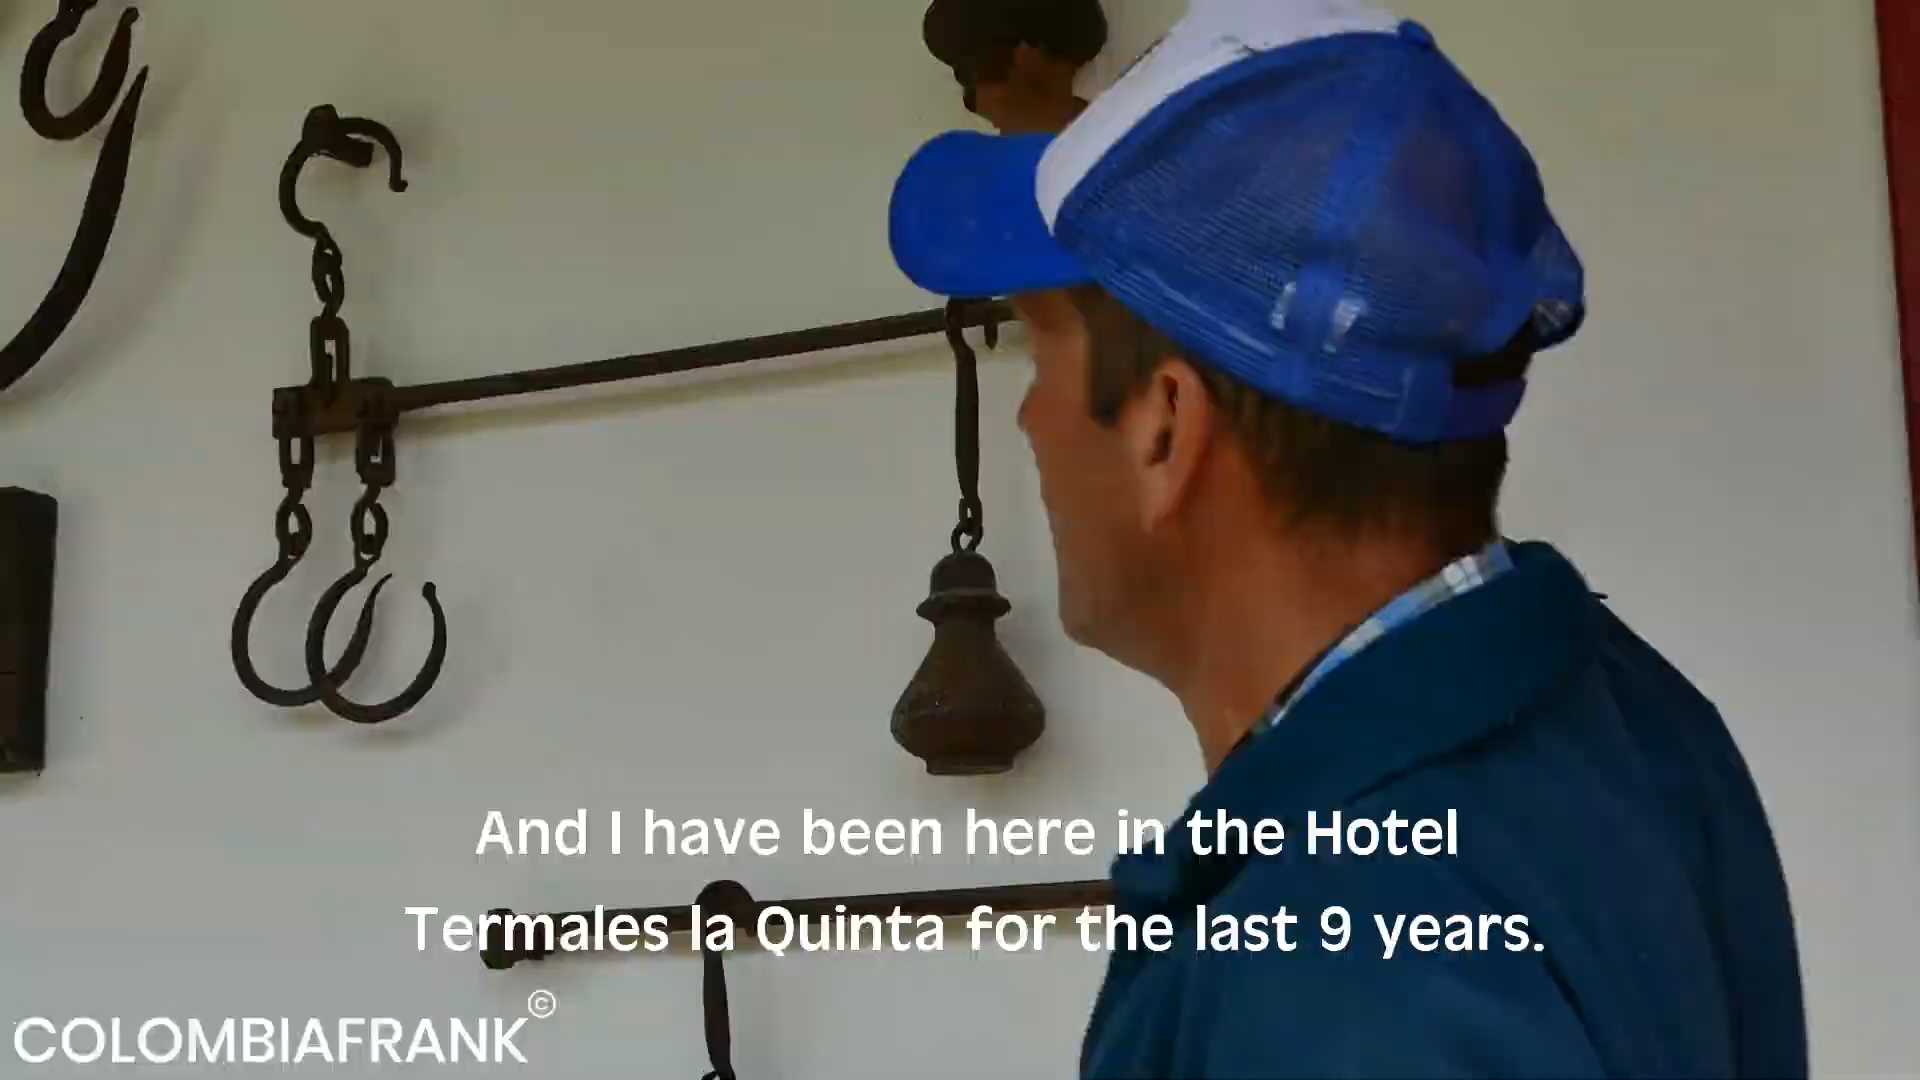 And I have been here in the Hotel
Termales la Quinta for the last 9 years.
COLOMBIAFRANK©